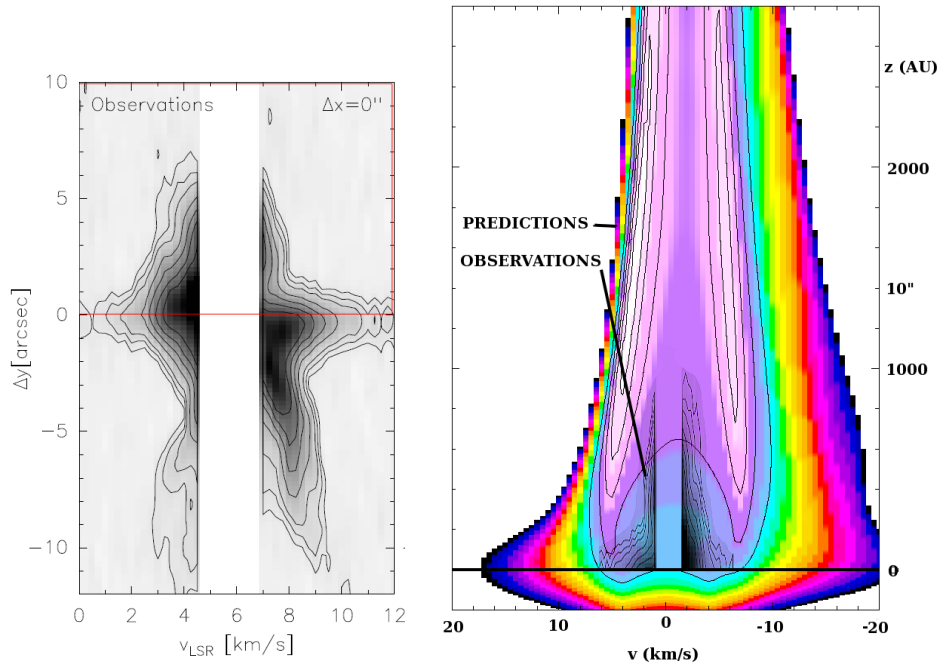 Observations Δx=0"
10
5
0
−5
−10
Δy[arcsec]
0 2 4 6 8 10 12
v_LSR [km/s]
z (AU)
2000
PREDICTIONS
OBSERVATIONS
10"
1000
0
20 10 0 -10 -20
v (km/s)